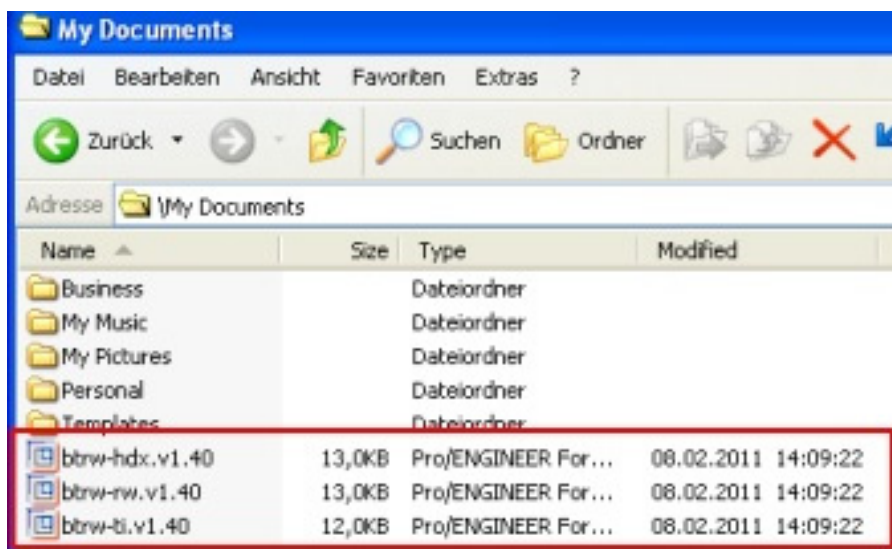 My Documents
Datei Bearbeiten Ansicht Favoriten Extras ?
Zurück Suchen Ordner
Adresse \My Documents
Name Size Type Modified
Business Dateiordner
My Music Dateiordner
My Pictures Dateiordner
Personal Dateiordner
Templates Dateiordner
btrw-hdx.v1.40 13,0KB Pro/ENGINEER For... 08.02.2011 14:09:22
btrw-rw.v1.40 13,0KB Pro/ENGINEER For... 08.02.2011 14:09:22
btrw-ti.v1.40 12,0KB Pro/ENGINEER For... 08.02.2011 14:09:22